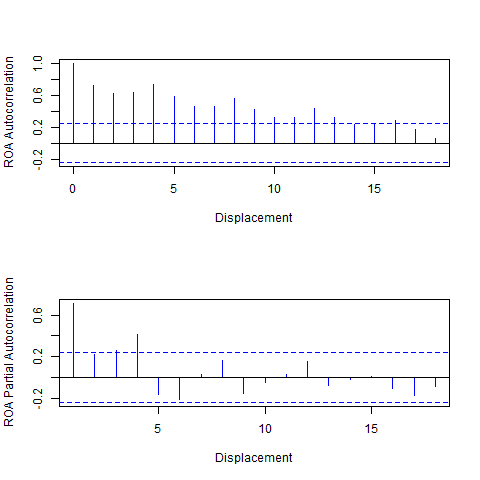 ROA Autocorrelation
1.0
0.6
0.2
-0.2
0 5 10 15
Displacement
ROA Partial Autocorrelation
0.6
0.2
-0.2
5 10 15
Displacement